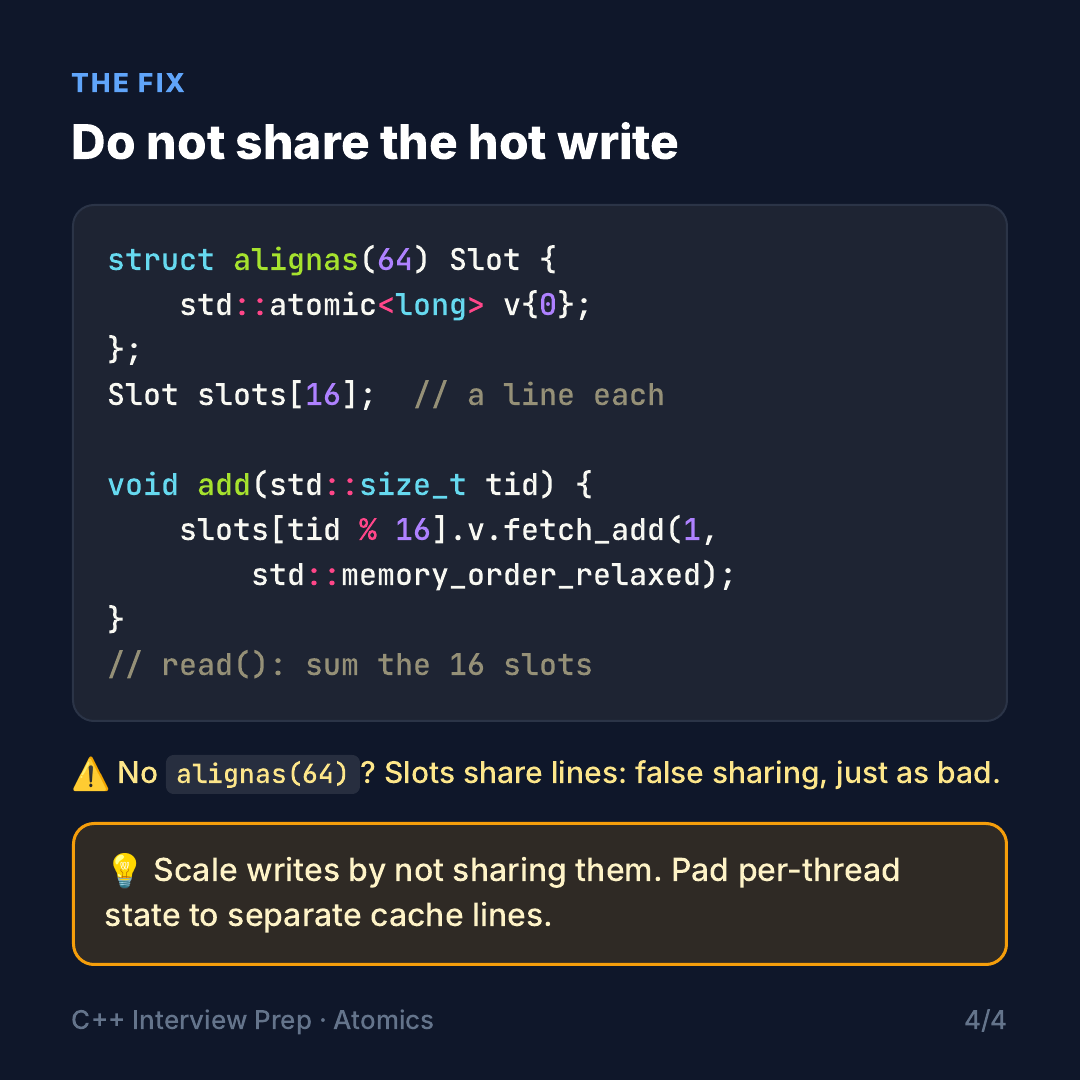 THE FIX
Do not share the hot write
struct alignas(64) Slot {
    std::atomic<long> v{0};
};
Slot slots[16];  // a line each

void add(std::size_t tid) {
    slots[tid % 16].v.fetch_add(1,
        std::memory_order_relaxed);
}
// read(): sum the 16 slots
⚠️ No alignas(64)? Slots share lines: false sharing, just as bad.
💡 Scale writes by not sharing them. Pad per-thread
state to separate cache lines.
C++ Interview Prep · Atomics
4/4